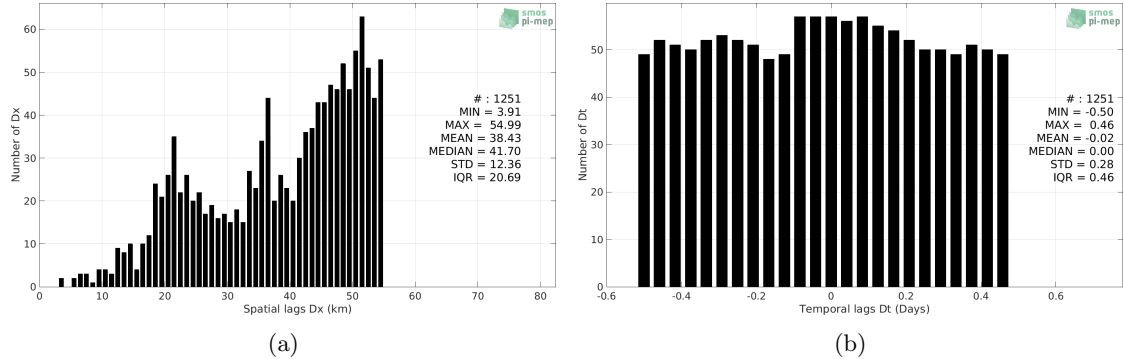 smos
pi-mep
60
50
40
30
20
10
0
Number of Dx
# : 1251
MIN = 3.91
MAX = 54.99
MEAN = 38.43
MEDIAN = 41.70
STD = 12.36
IQR = 20.69
0 10 20 30 40 50 60 70 80
Spatial lags Dx (km)
(a)
smos
pi-mep
50
40
30
20
10
0
Number of Dt
# : 1251
MIN = -0.50
MAX = 0.46
MEAN = -0.02
MEDIAN = 0.00
STD = 0.28
IQR = 0.46
-0.6 -0.4 -0.2 0 0.2 0.4 0.6
Temporal lags Dt (Days)
(b)